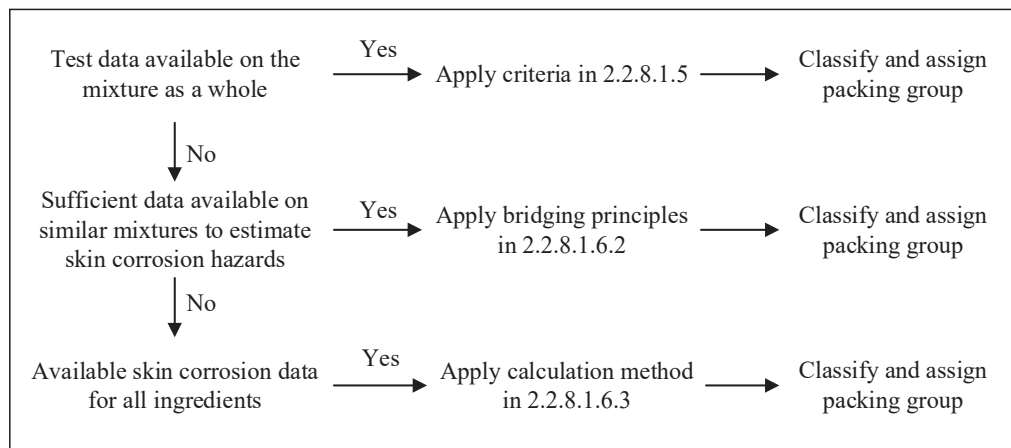 Test data available on the
mixture as a whole
Yes
Apply criteria in 2.2.8.1.5
Classify and assign
packing group
No
Sufficient data available on
similar mixtures to estimate
skin corrosion hazards
Yes
Apply bridging principles
in 2.2.8.1.6.2
Classify and assign
packing group
No
Available skin corrosion data
for all ingredients
Yes
Apply calculation method
in 2.2.8.1.6.3
Classify and assign
packing group